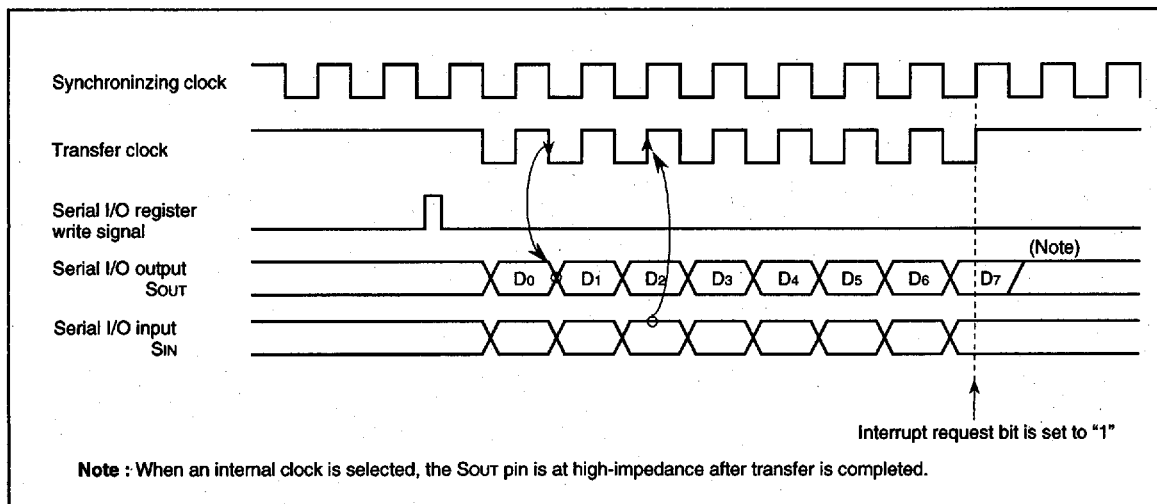 Synchroninzing clock
Transfer clock
Serial I/O register
write signal
Serial I/O output
SOUT
(Note)
D0 D1 D2 D3 D4 D5 D6 D7
Serial I/O input
SIN
Interrupt request bit is set to “1”
Note : When an internal clock is selected, the SOUT pin is at high-impedance after transfer is completed.